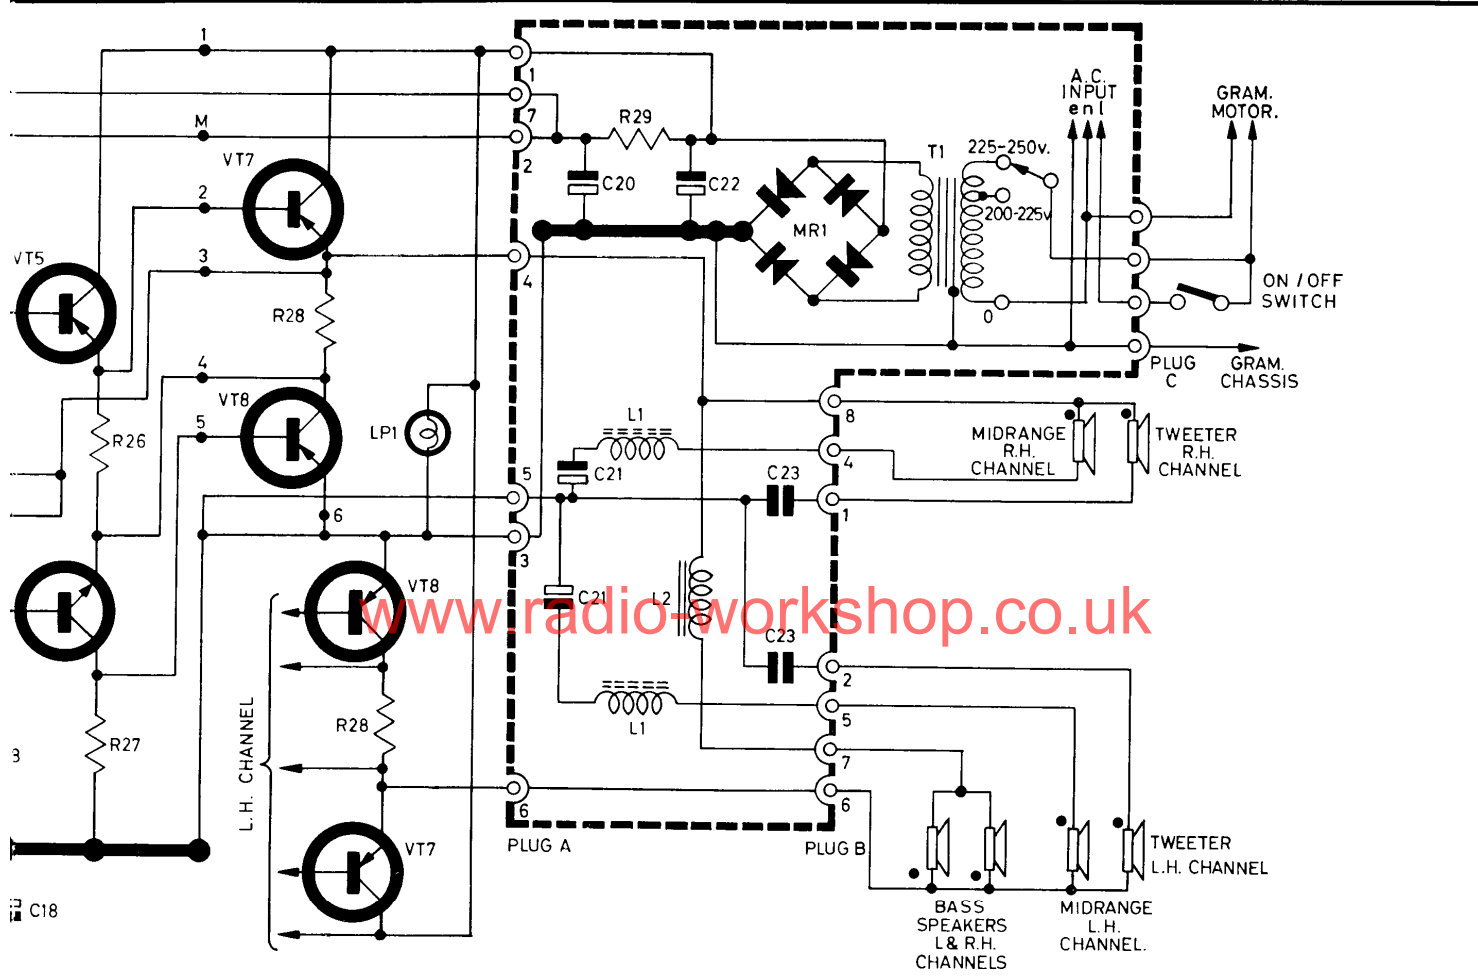 1
1
7
M
2
R29
A.C.
INPUT
e n l
GRAM.
MOTOR.
VT7
2
C20
C22
T1
225-250v.
200-225v
MR1
VT5
3
4
R28
0
ON / OFF
SWITCH
PLUG
C
GRAM.
CHASSIS
4
VT8
5
LP1
R26
L1
C21
8
4
MIDRANGE
R.H.
CHANNEL
TWEETER
R.H.
CHANNEL
5
C23
1
6
3
VT8
C21
L2
www.radio-workshop.co.uk
C23
2
L.H. CHANNEL
R28
L1
5
R27
7
6
6
PLUG A
PLUG B
VT7
TWEETER
L.H. CHANNEL
C18
BASS
SPEAKERS
L & R.H.
CHANNELS
MIDRANGE
L.H.
CHANNEL.